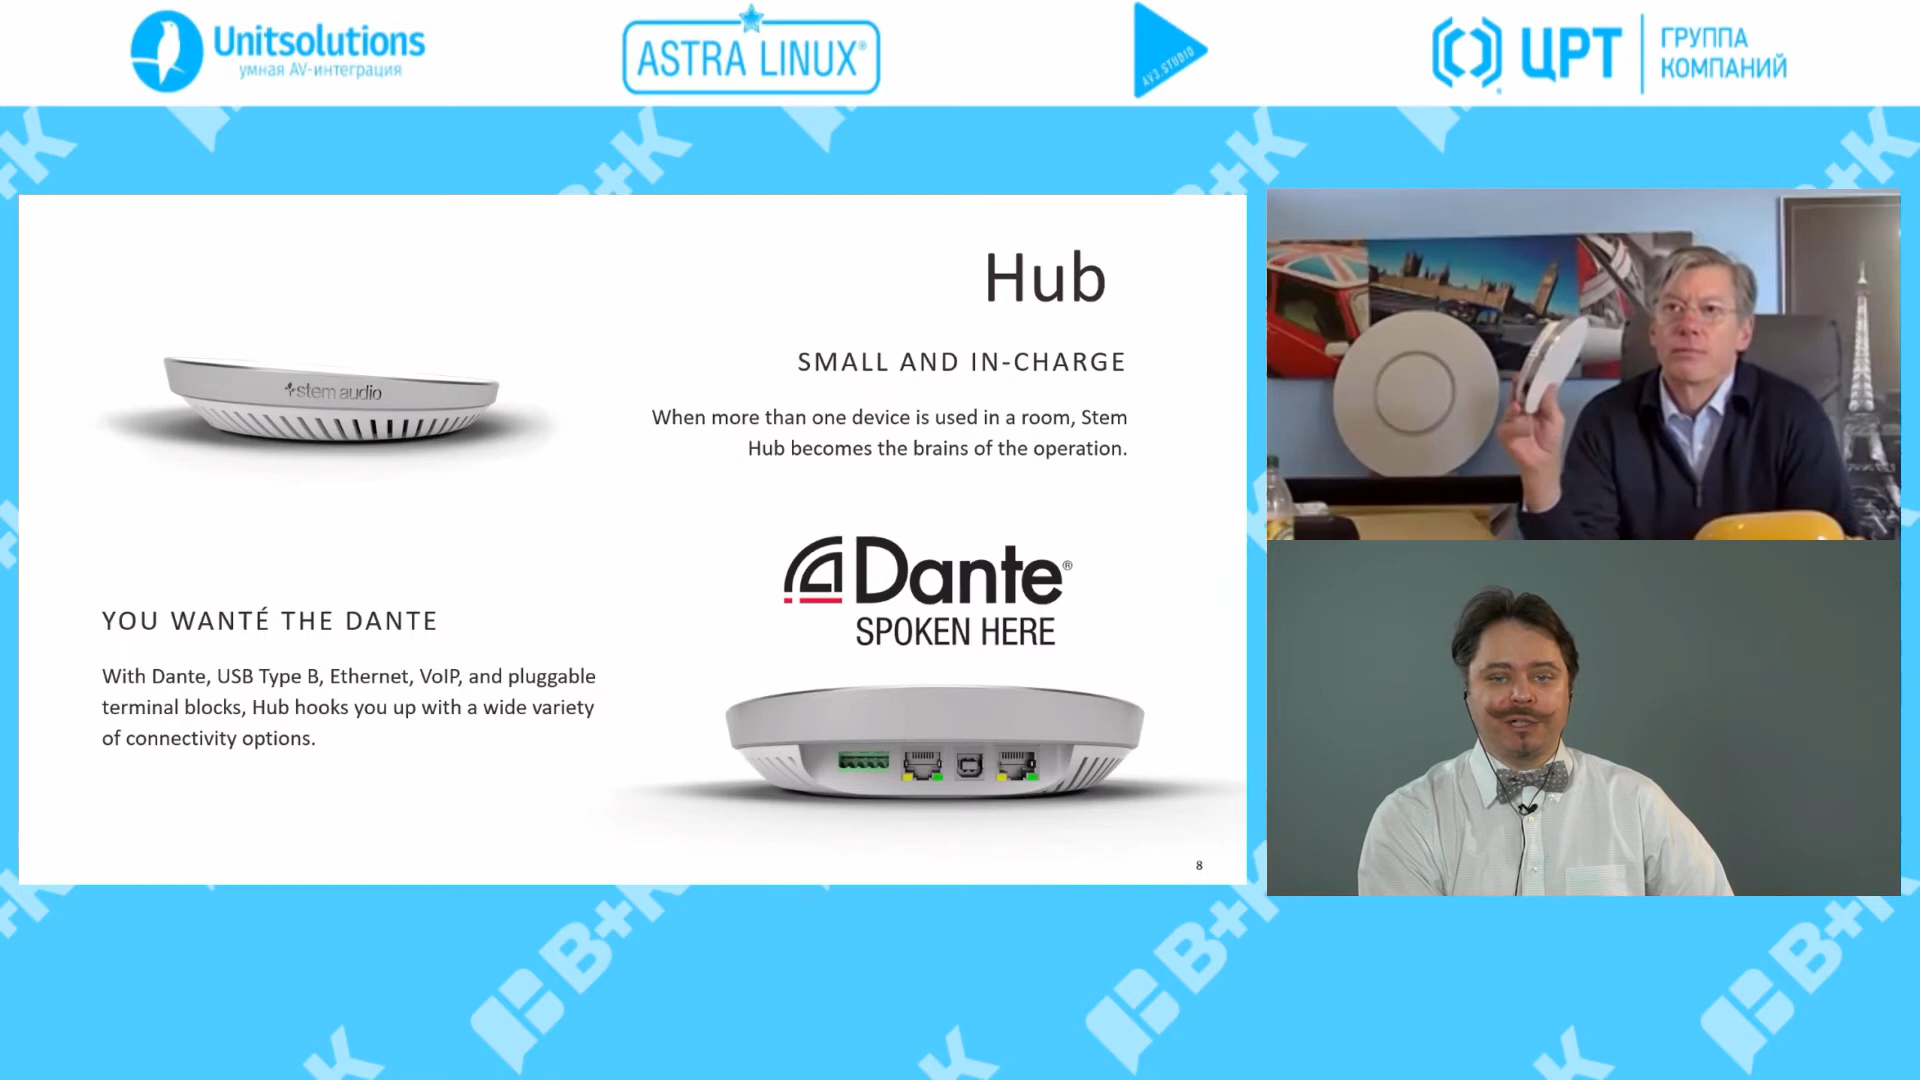 Unitsolutions
умная AV-интеграция
ASTRA LINUX®
AV3.STUDIO
ЦРТ
ГРУППА
КОМПАНИЙ
Hub
SMALL AND IN-CHARGE
When more than one device is used in a room, Stem
Hub becomes the brains of the operation.
stem audio
Dante®
SPOKEN HERE
YOU WANTÉ THE DANTE
With Dante, USB Type B, Ethernet, VoIP, and pluggable
terminal blocks, Hub hooks you up with a wide variety
of connectivity options.
8
B+K
B+K
B+K